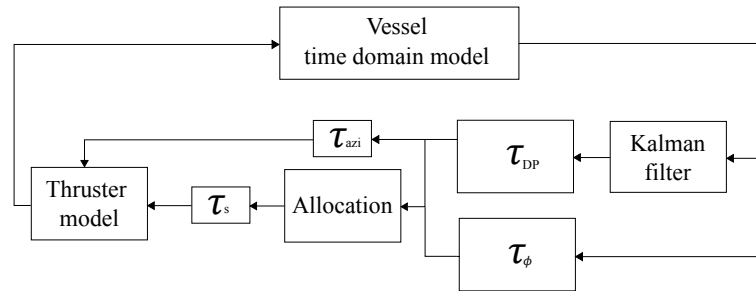 Vessel
time domain model
τazi
τDP
Kalman
filter
Thruster
model
τs
Allocation
τϕ